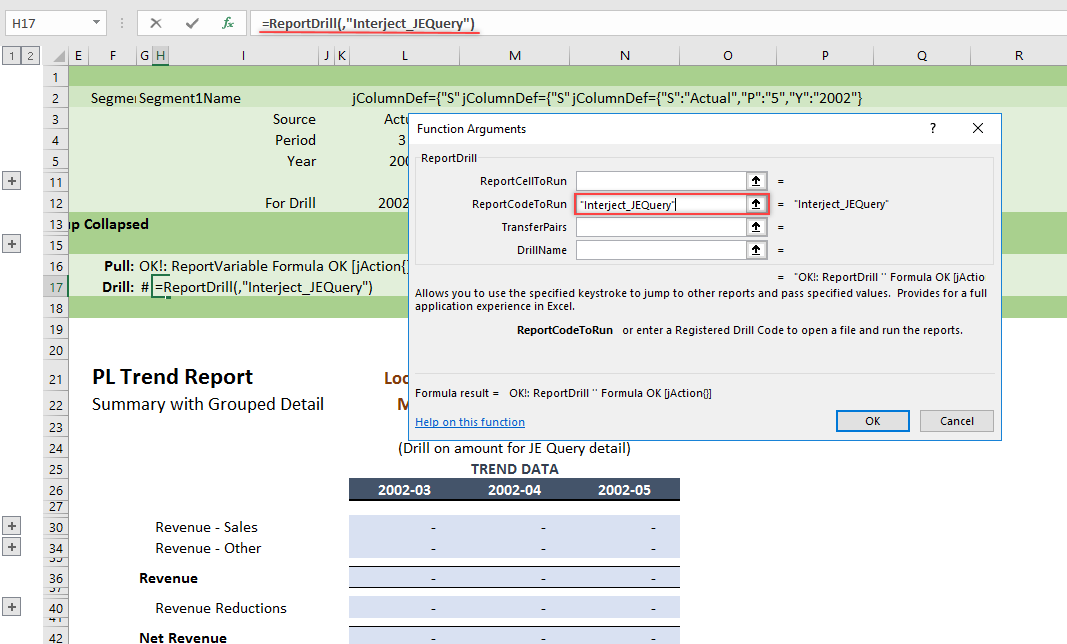 H17 fx =ReportDrill(,"Interject_JEQuery")
1 2 E F G H I J K L M N O P Q R
1
2 Segme Segment1Name jColumnDef={"S" jColumnDef={"S" jColumnDef={"S":"Actual","P":"5","Y":"2002"}
3 Source Actu
4 Period 3
5 Year 200
11
12 For Drill 2002
13 up Collapsed
15
16 Pull: OK!: ReportVariable Formula OK [jAction{}
17 Drill: # =ReportDrill(,"Interject_JEQuery")
18
19
20
21 PL Trend Report Loc
22 Summary with Grouped Detail M
23
24 (Drill on amount for JE Query detail)
25 TREND DATA
26 2002-03 2002-04 2002-05
27
30 Revenue - Sales - - -
34 Revenue - Other - - -
35
36 Revenue - - -
37
40 Revenue Reductions - - -
41
42 Net Revenue - - -
Function Arguments ?
ReportDrill
ReportCellToRun =
ReportCodeToRun "Interject_JEQuery" = "Interject_JEQuery"
TransferPairs =
DrillName =
= "OK!: ReportDrill '' Formula OK [jActio
Allows you to use the specified keystroke to jump to other reports and pass specified values. Provides for a full
application experience in Excel.
ReportCodeToRun or enter a Registered Drill Code to open a file and run the reports.
Formula result = OK!: ReportDrill '' Formula OK [jAction{}]
Help on this function OK Cancel